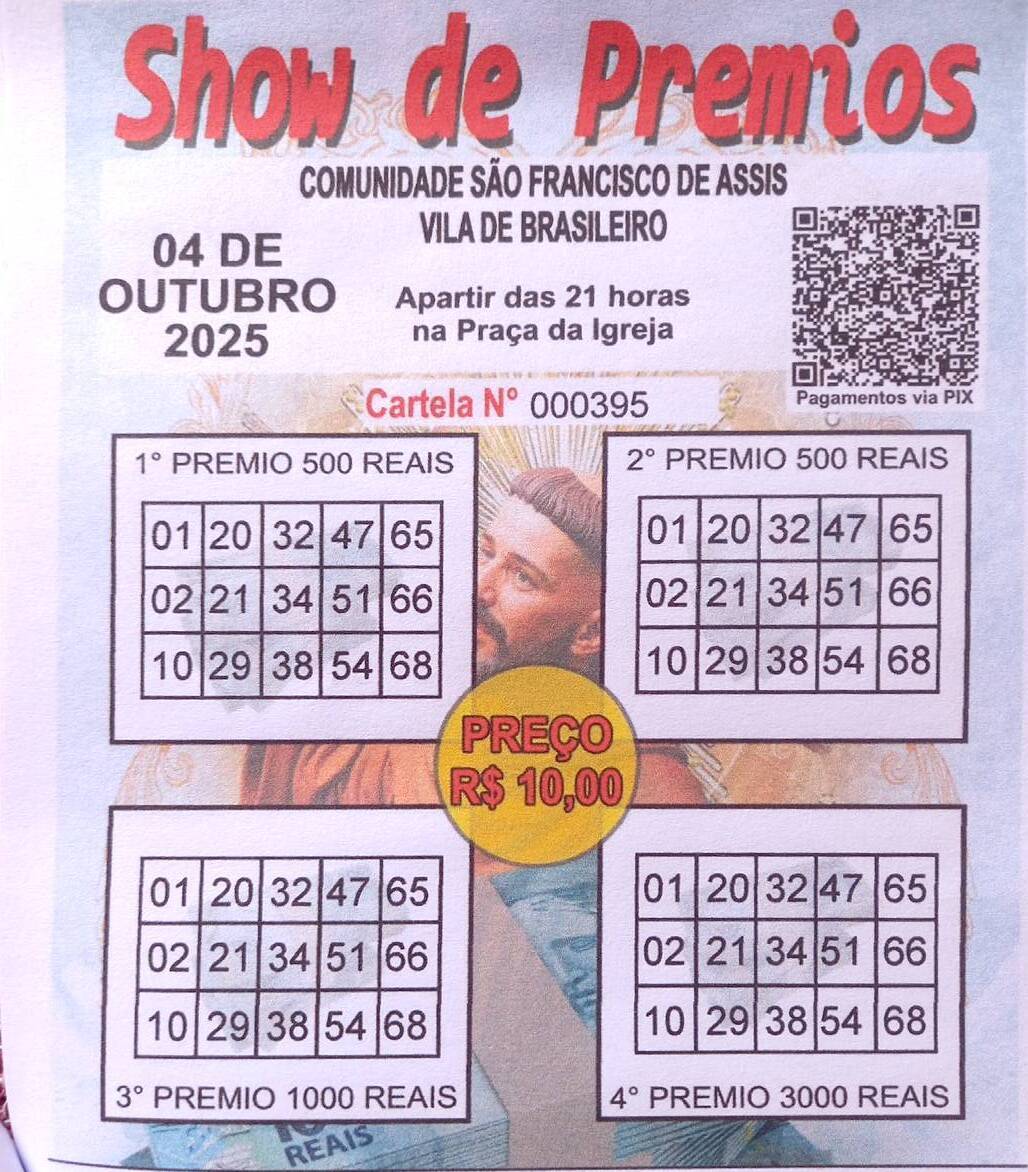 Show de Premios
COMUNIDADE SÃO FRANCISCO DE ASSIS
VILA DE BRASILEIRO
04 DE
OUTUBRO
2025
Apartir das 21 horas
na Praça da Igreja
Pagamentos via PIX
Cartela N° 000395
1° PREMIO 500 REAIS
01 20 32 47 65
02 21 34 51 66
10 29 38 54 68
2° PREMIO 500 REAIS
01 20 32 47 65
02 21 34 51 66
10 29 38 54 68
PREÇO
R$ 10,00
01 20 32 47 65
02 21 34 51 66
10 29 38 54 68
3° PREMIO 1000 REAIS
01 20 32 47 65
02 21 34 51 66
10 29 38 54 68
4° PREMIO 3000 REAIS
REAIS